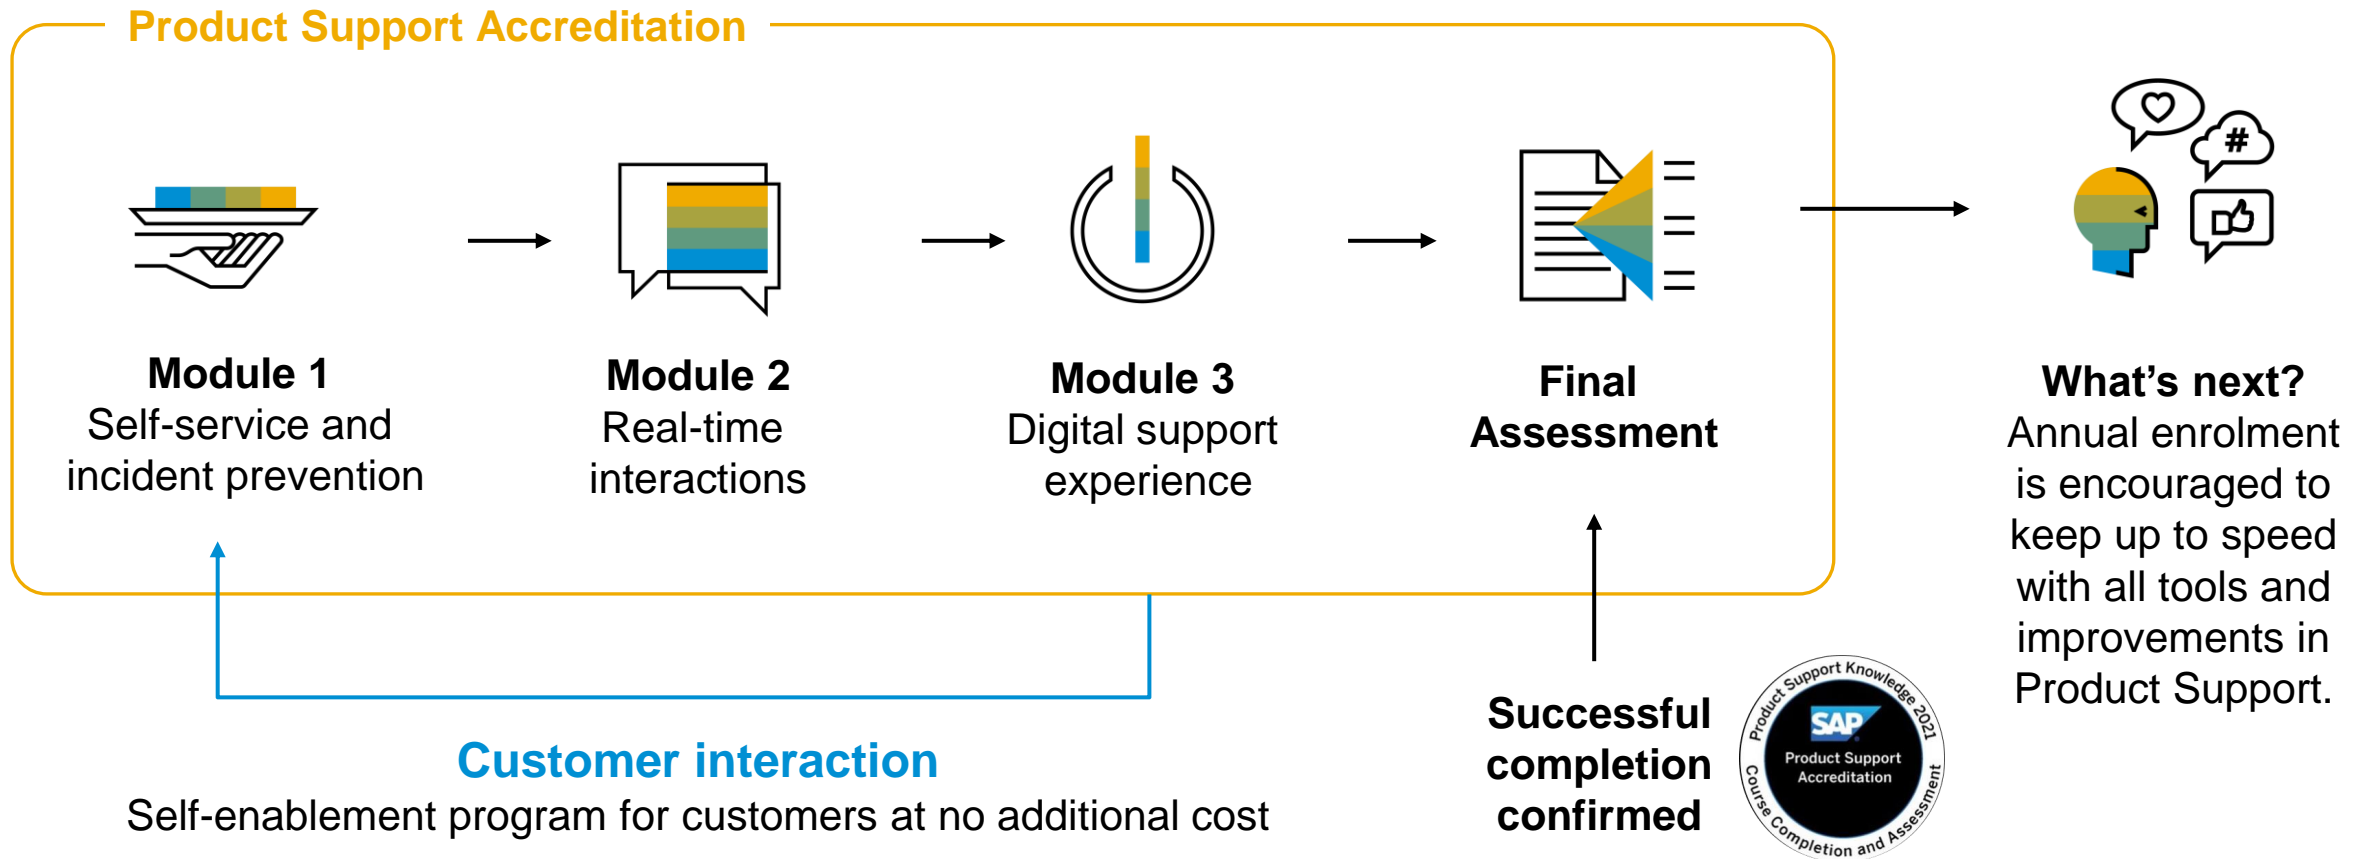 Product Support Accreditation
#
Module 1
Self-service and
incident prevention
Module 2
Real-time
interactions
Module 3
Digital support
experience
Final
Assessment
What's next?
Annual enrolment
is encouraged to
keep up to speed
with all tools and
improvements in
Product Support.
Customer interaction
Self-enablement program for customers at no additional cost
Successful
completion
confirmed
Product Support Knowledge 2021
SAP
Product Support
Accreditation
Course Completion and Assessment